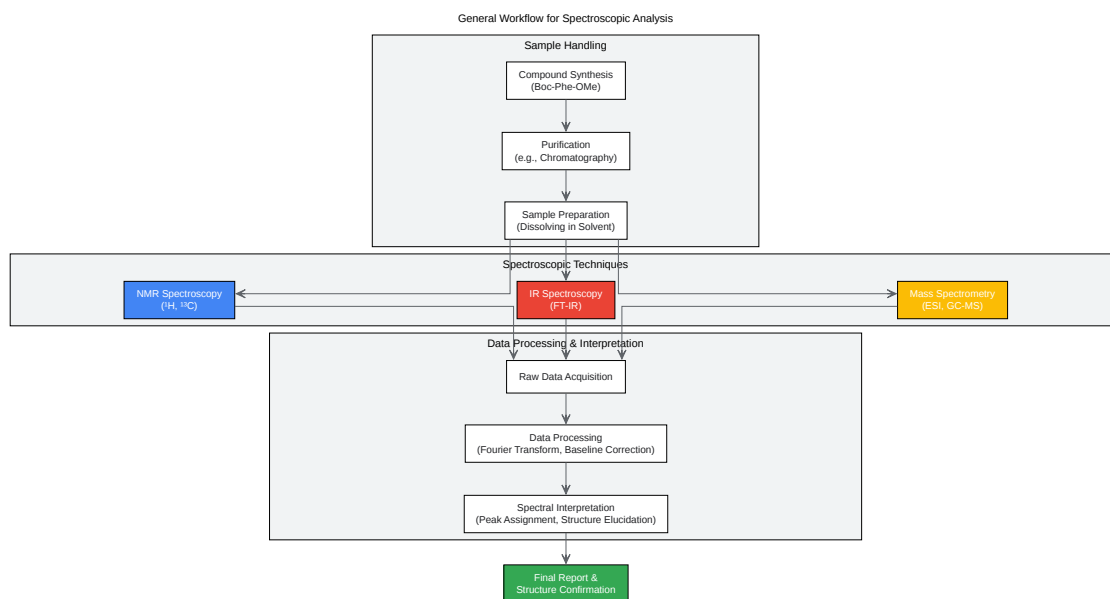 General Workflow for Spectroscopic Analysis
Sample Handling
Compound Synthesis
(Boc-Phe-OMe)
Purification
(e.g., Chromatography)
Sample Preparation
(Dissolving in Solvent)
Spectroscopic Techniques
NMR Spectroscopy
(¹H, ¹³C)
IR Spectroscopy
(FT-IR)
Mass Spectrometry
(ESI, GC-MS)
Data Processing & Interpretation
Raw Data Acquisition
Data Processing
(Fourier Transform, Baseline Correction)
Spectral Interpretation
(Peak Assignment, Structure Elucidation)
Final Report &
Structure Confirmation